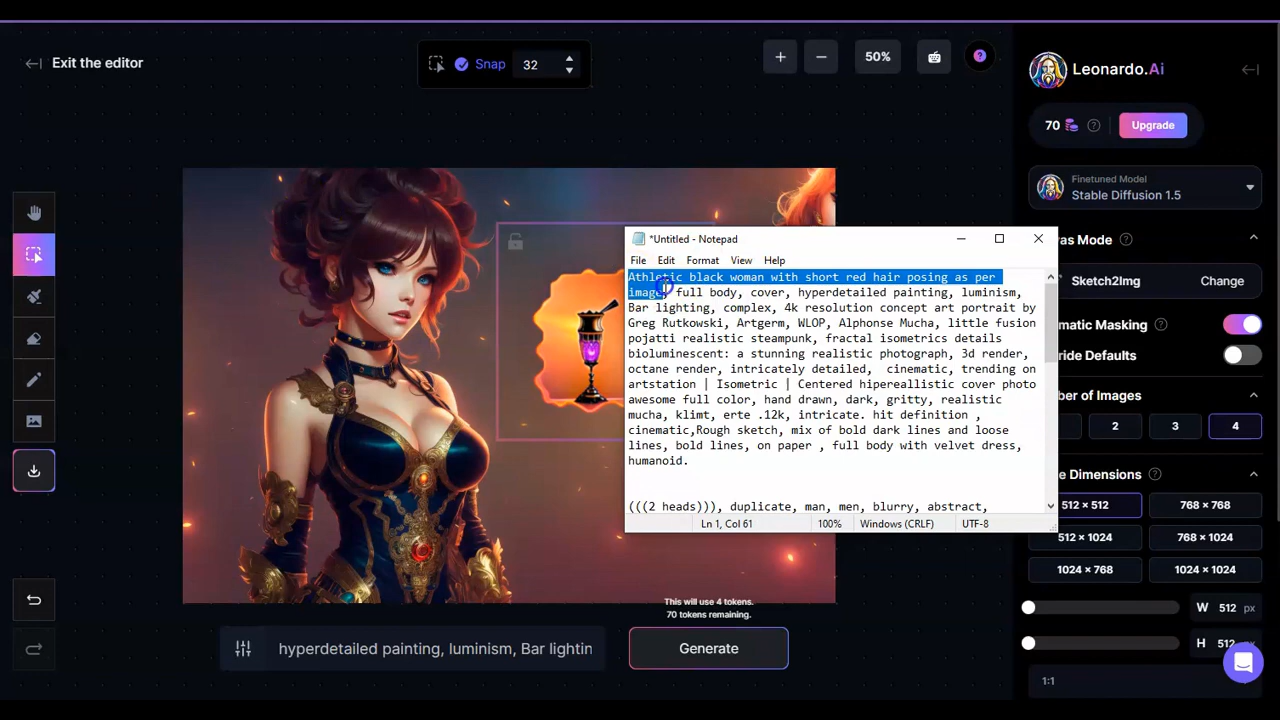 Exit the editor
Snap
32
50%
Leonardo.Ai
70
Upgrade
Finetuned Model
Stable Diffusion 1.5
nvas Mode
Sketch2Img
Change
matic Masking
ride Defaults
ber of Images
2
3
4
e Dimensions
512 × 512
768 × 768
512 × 1024
768 × 1024
1024 × 768
1024 × 1024
W 512 px
H 512
1:1
*Untitled - Notepad
File Edit Format View Help
Athletic black woman with short red hair posing as per
image, full body, cover, hyperdetailed painting, luminism,
Bar lighting, complex, 4k resolution concept art portrait by
Greg Rutkowski, Artgerm, WLOP, Alphonse Mucha, little fusion
pojatti realistic steampunk, fractal isometrics details
bioluminescent: a stunning realistic photograph, 3d render,
octane render, intricately detailed,  cinematic, trending on
artstation | Isometric | Centered hipereallistic cover photo
awesome full color, hand drawn, dark, gritty, realistic
mucha, klimt, erte .12k, intricate. hit definition ,
cinematic,Rough sketch, mix of bold dark lines and loose
lines, bold lines, on paper , full body with velvet dress,
humanoid.
(((2 heads))), duplicate, man, men, blurry, abstract,
Ln 1, Col 61
100%
Windows (CRLF)
UTF-8
This will use 4 tokens.
70 tokens remaining.
hyperdetailed painting, luminism, Bar lightin
Generate